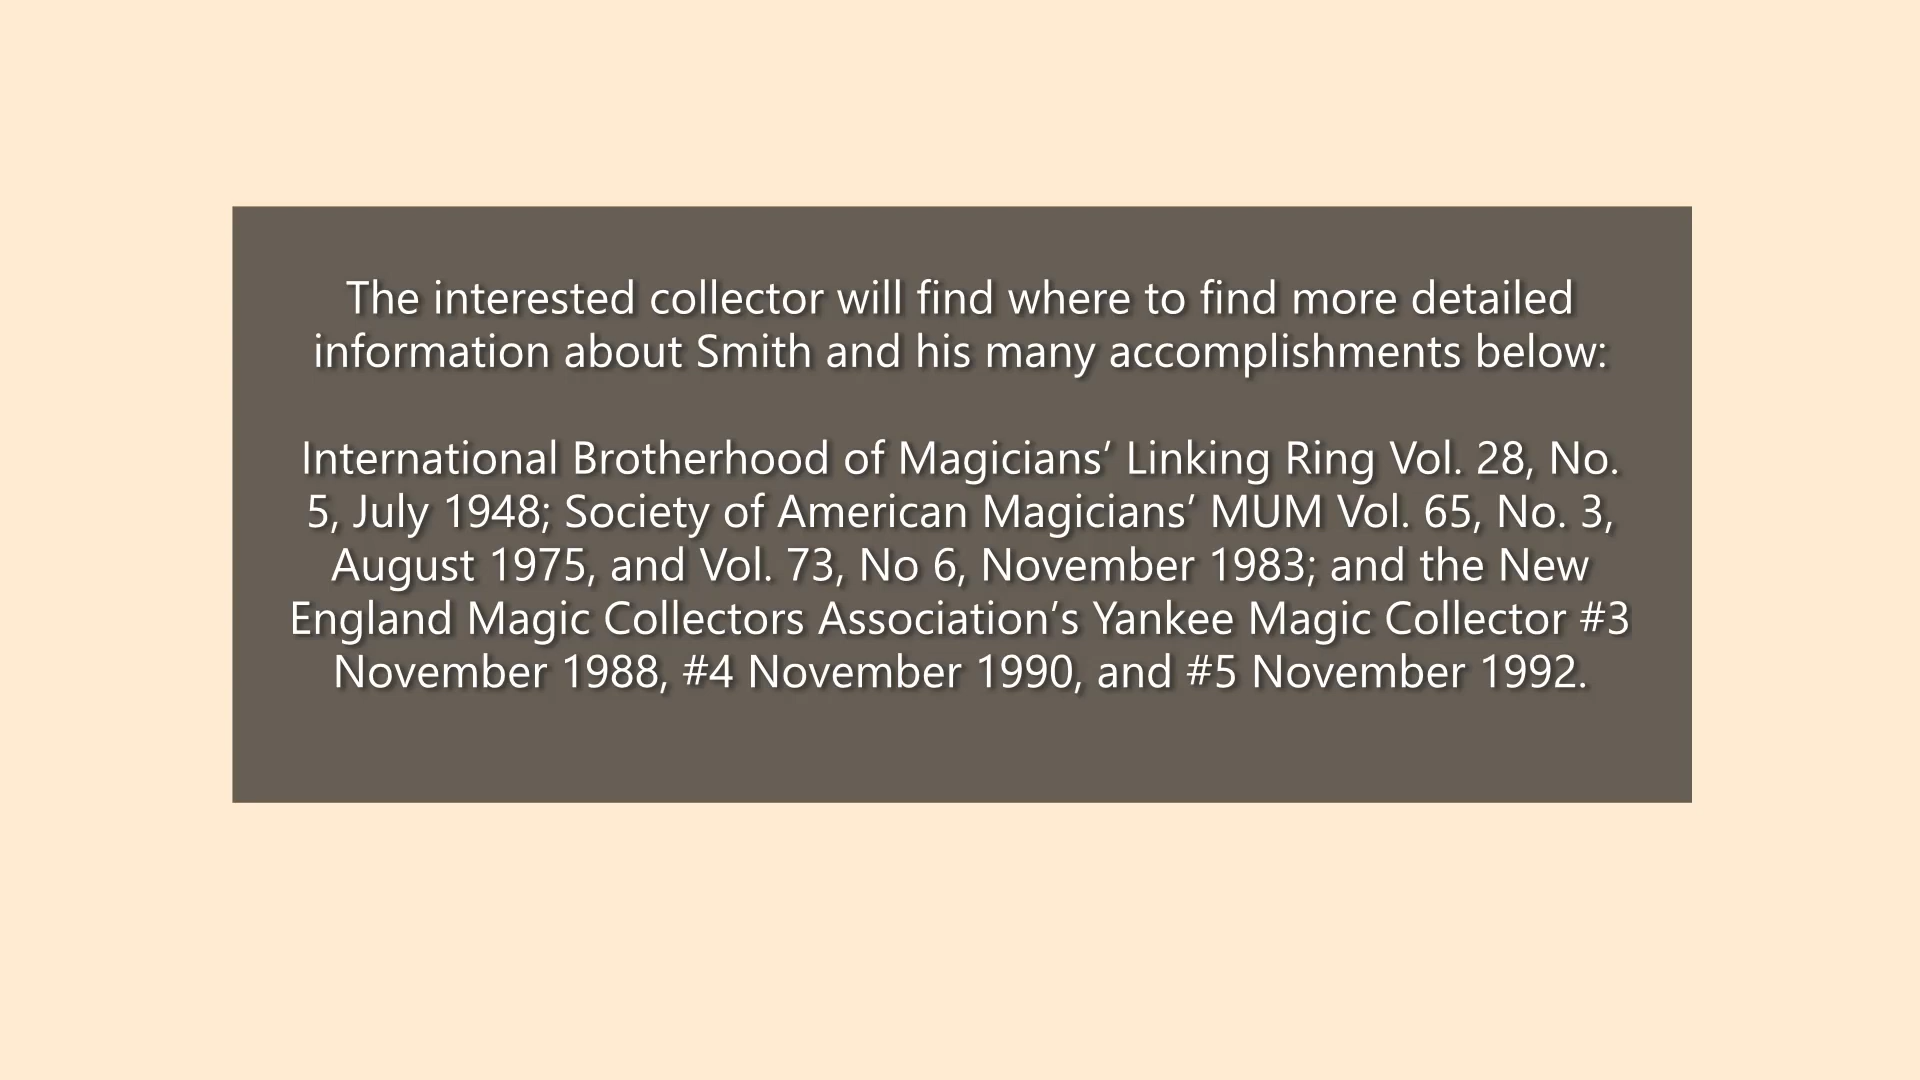 The interested collector will find where to find more detailed
information about Smith and his many accomplishments below:
International Brotherhood of Magicians’ Linking Ring Vol. 28, No.
5, July 1948; Society of American Magicians’ MUM Vol. 65, No. 3,
August 1975, and Vol. 73, No 6, November 1983; and the New
England Magic Collectors Association’s Yankee Magic Collector #3
November 1988, #4 November 1990, and #5 November 1992.